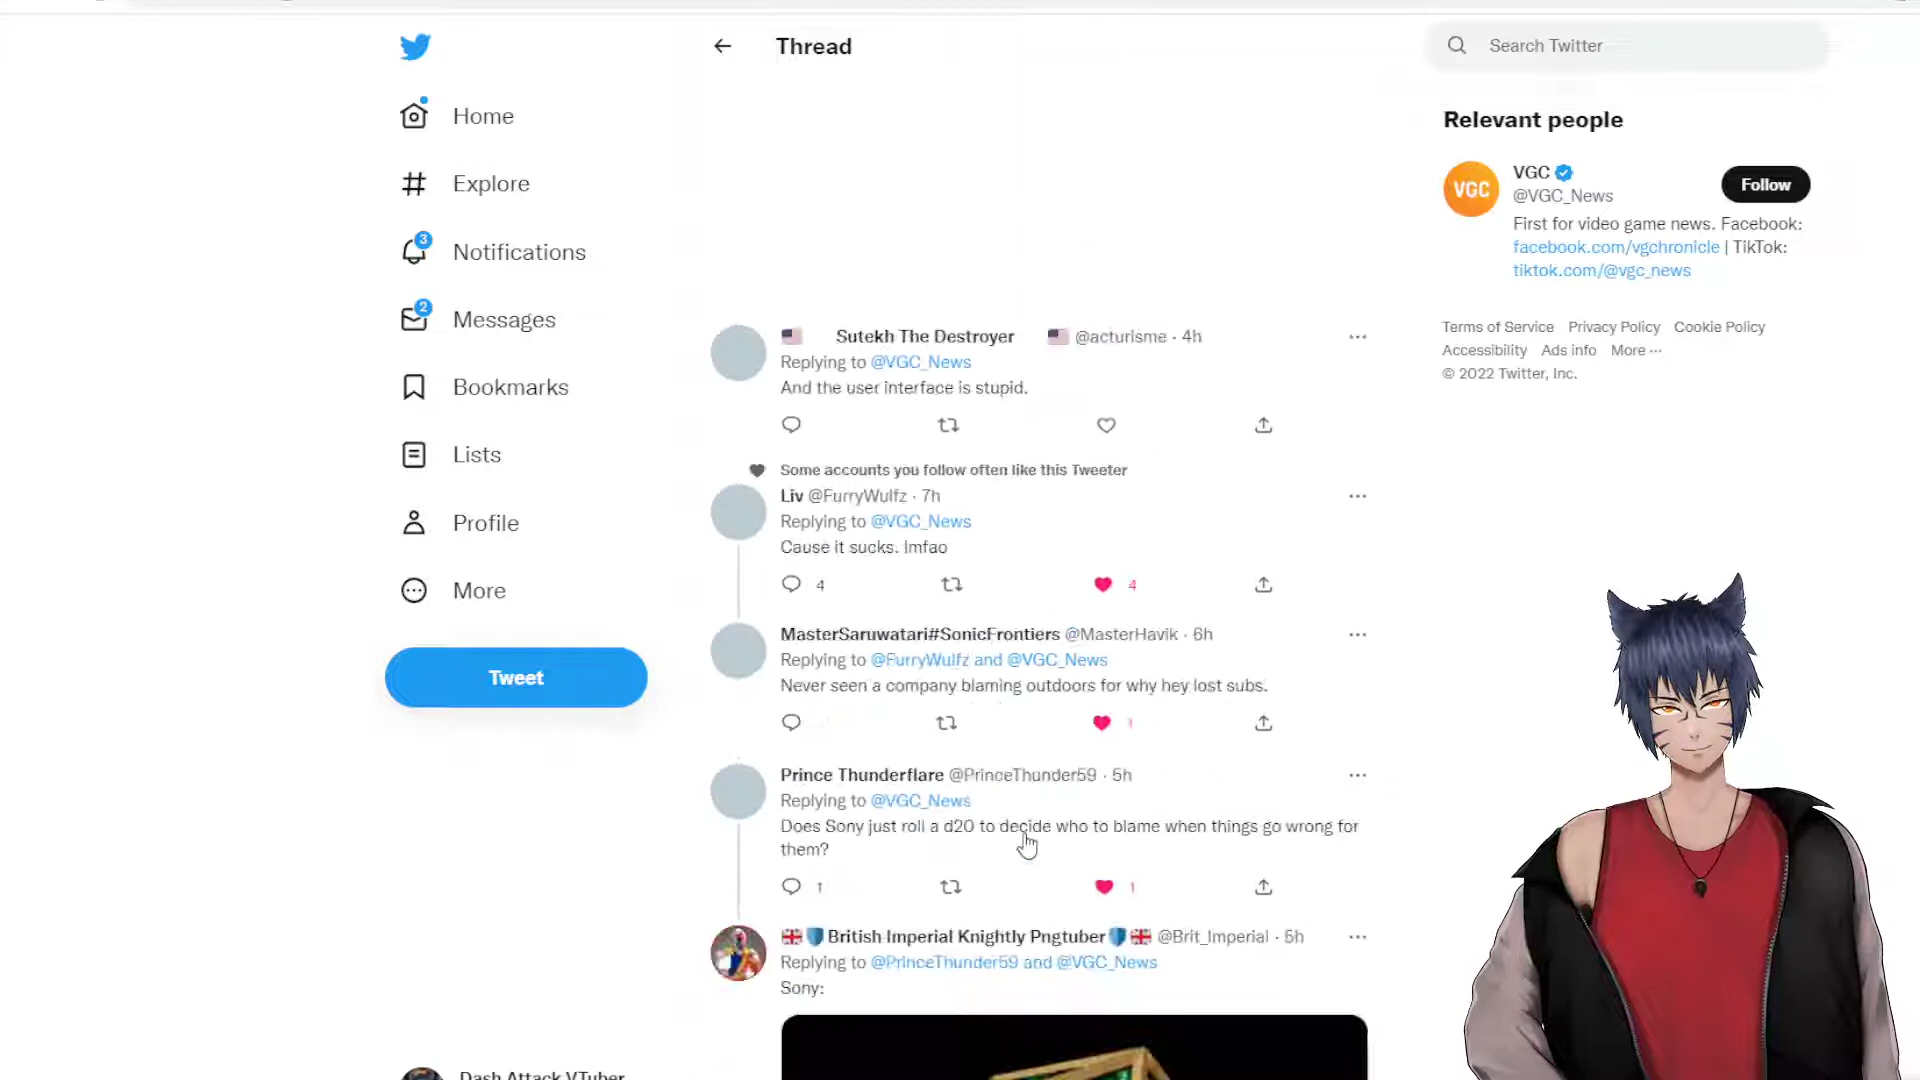 Thread
Search Twitter
Home
Explore
3
Notifications
2
Messages
Bookmarks
Lists
Profile
More
Tweet
Sutekh The Destroyer @acturisme · 4h
Replying to @VGC_News
And the user interface is stupid.
Some accounts you follow often like this Tweeter
Liv @FurryWulfz · 7h
Replying to @VGC_News
Cause it sucks. lmfao
4
4
MasterSaruwatari#SonicFrontiers @MasterHavik · 6h
Replying to @FurryWulfz and @VGC_News
Never seen a company blaming outdoors for why hey lost subs.
1
Prince Thunderflare @PrinceThunder59 · 5h
Replying to @VGC_News
Does Sony just roll a d20 to decide who to blame when things go wrong for
them?
1
1
British Imperial Knightly Pngtuber @Brit_Imperial · 5h
Replying to @PrinceThunder59 and @VGC_News
Sony:
Relevant people
VGC
VGC
@VGC_News
Follow
First for video game news. Facebook:
facebook.com/vgchronicle | TikTok:
tiktok.com/@vgc_news
Terms of Service Privacy Policy Cookie Policy
Accessibility Ads info More ···
© 2022 Twitter, Inc.
Dash Attack VTuber